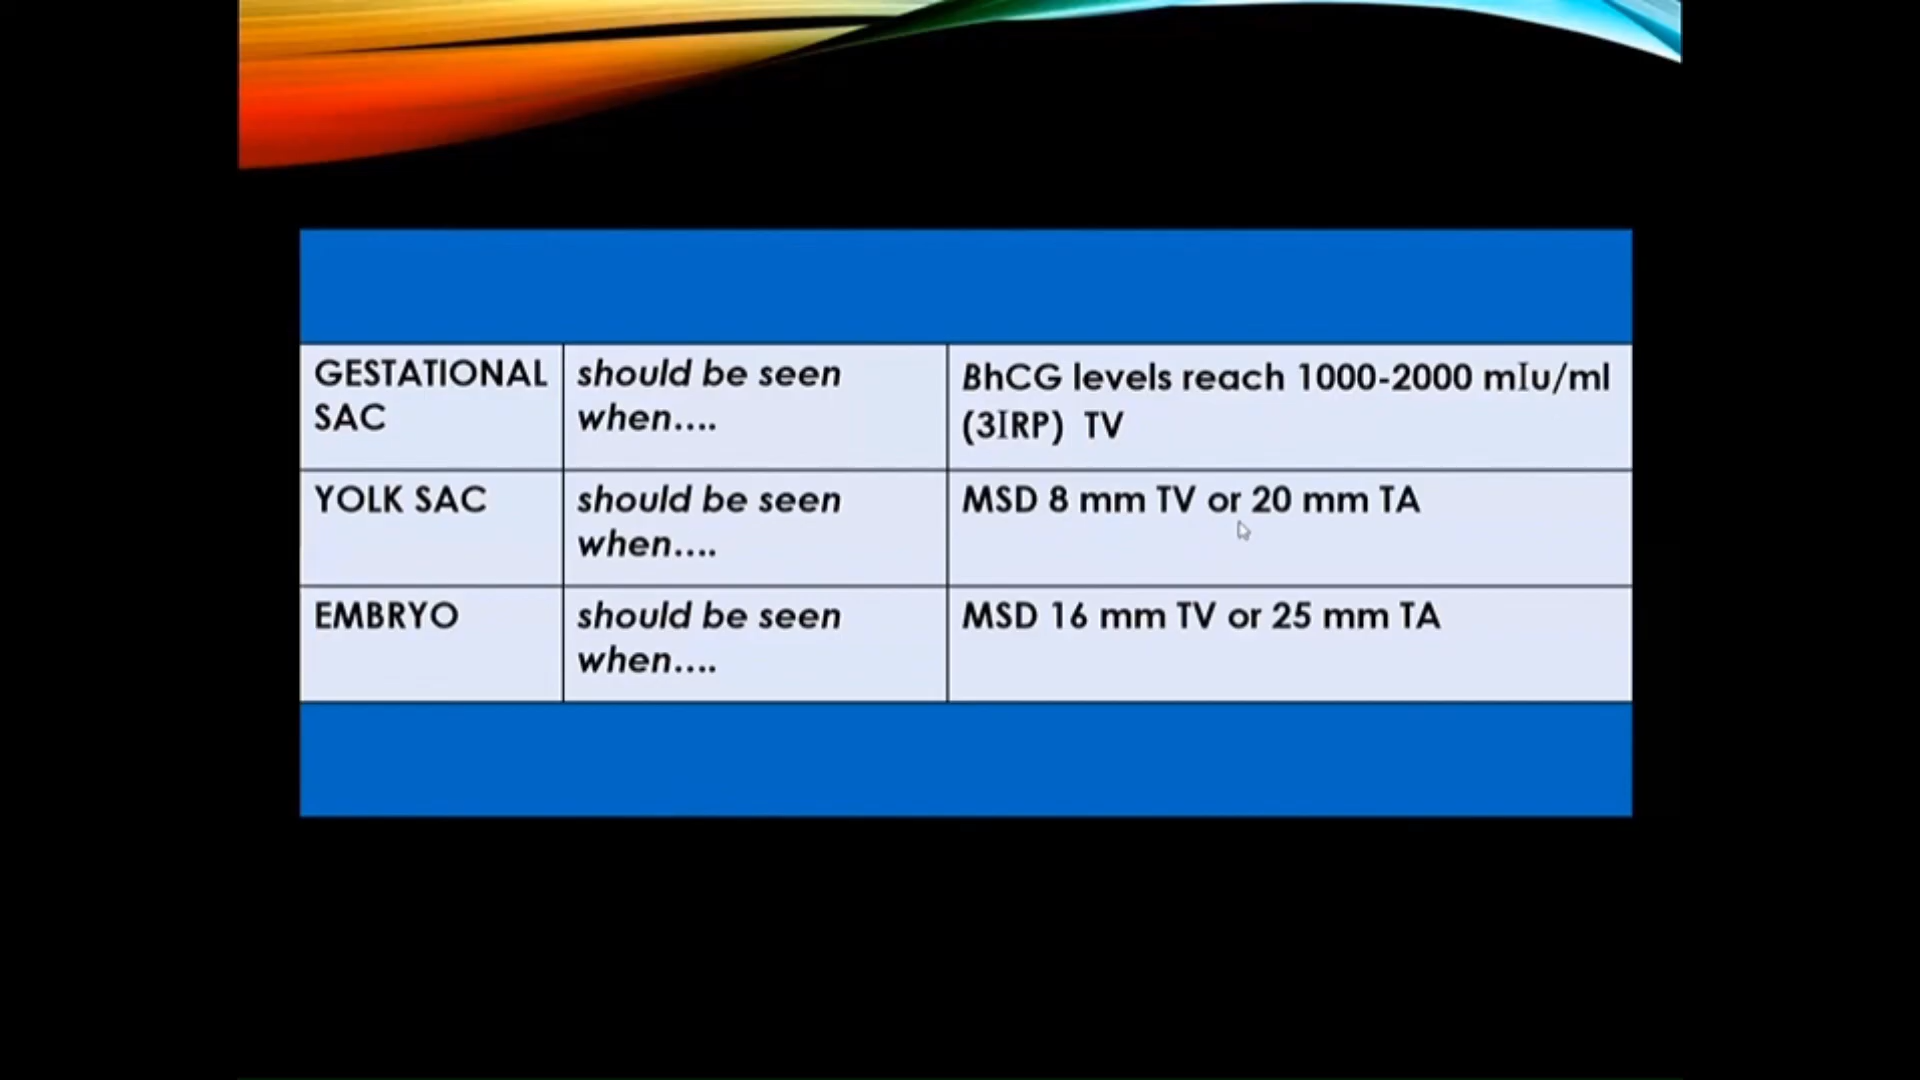 GESTATIONAL
SAC
should be seen
when....
BhCG levels reach 1000-2000 mIu/ml
(3IRP) TV
YOLK SAC
should be seen
when....
MSD 8 mm TV or 20 mm TA
EMBRYO
should be seen
when....
MSD 16 mm TV or 25 mm TA